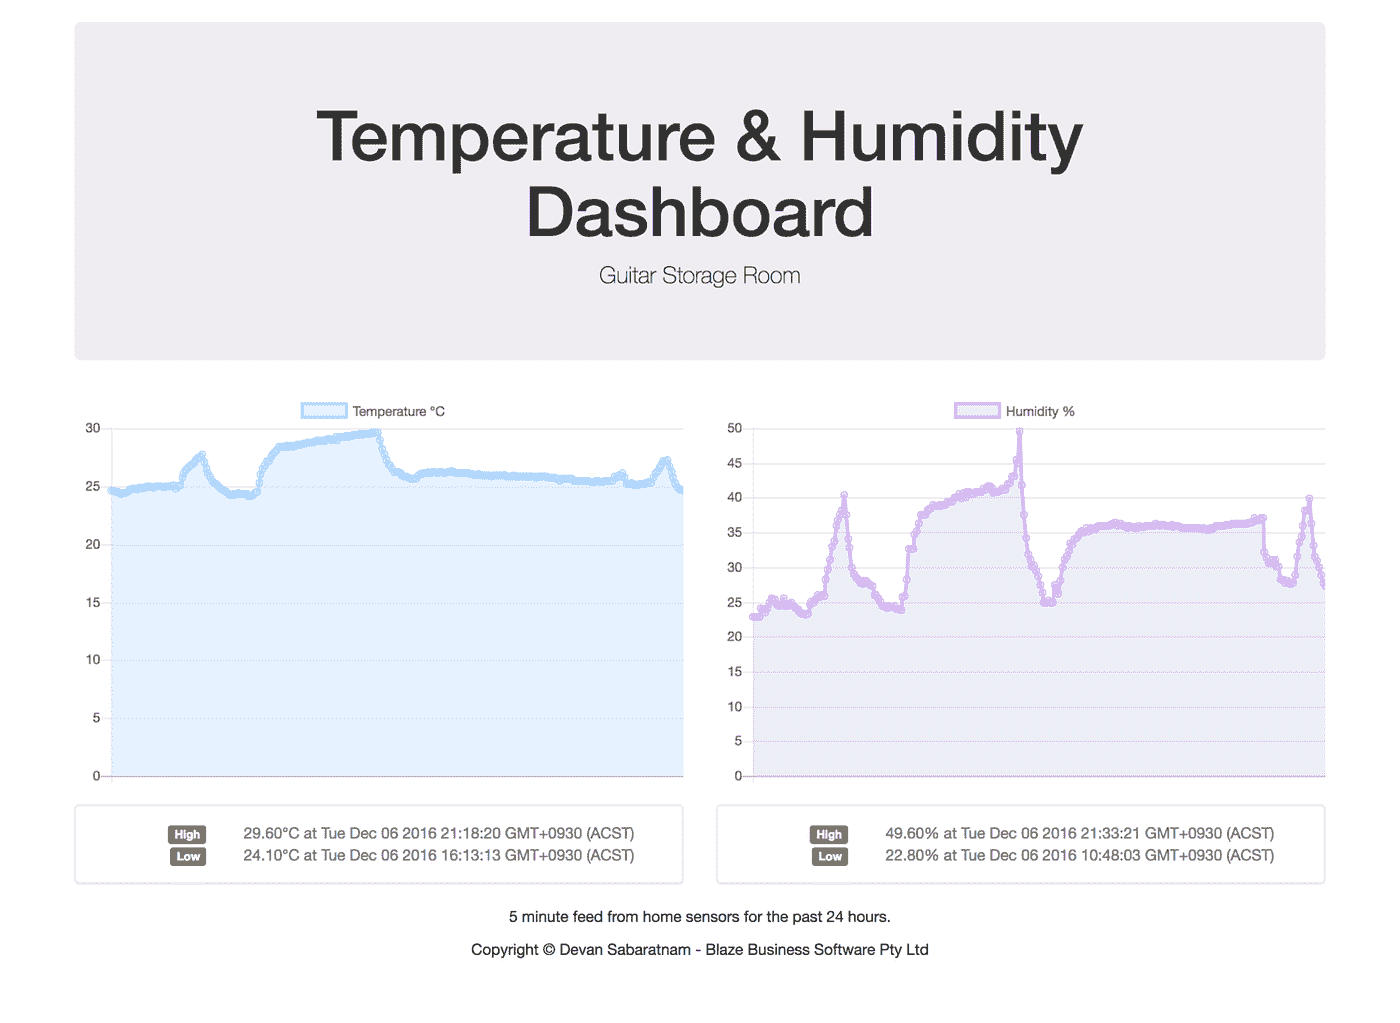 Temperature & Humidity
Dashboard
Guitar Storage Room
Temperature °C
30
25
20
15
10
5
0
Humidity %
50
45
40
35
30
25
20
15
10
5
0
High 29.60°C at Tue Dec 06 2016 21:18:20 GMT+0930 (ACST)
Low 24.10°C at Tue Dec 06 2016 16:13:13 GMT+0930 (ACST)
High 49.60% at Tue Dec 06 2016 21:33:21 GMT+0930 (ACST)
Low 22.80% at Tue Dec 06 2016 10:48:03 GMT+0930 (ACST)
5 minute feed from home sensors for the past 24 hours.
Copyright © Devan Sabaratnam - Blaze Business Software Pty Ltd